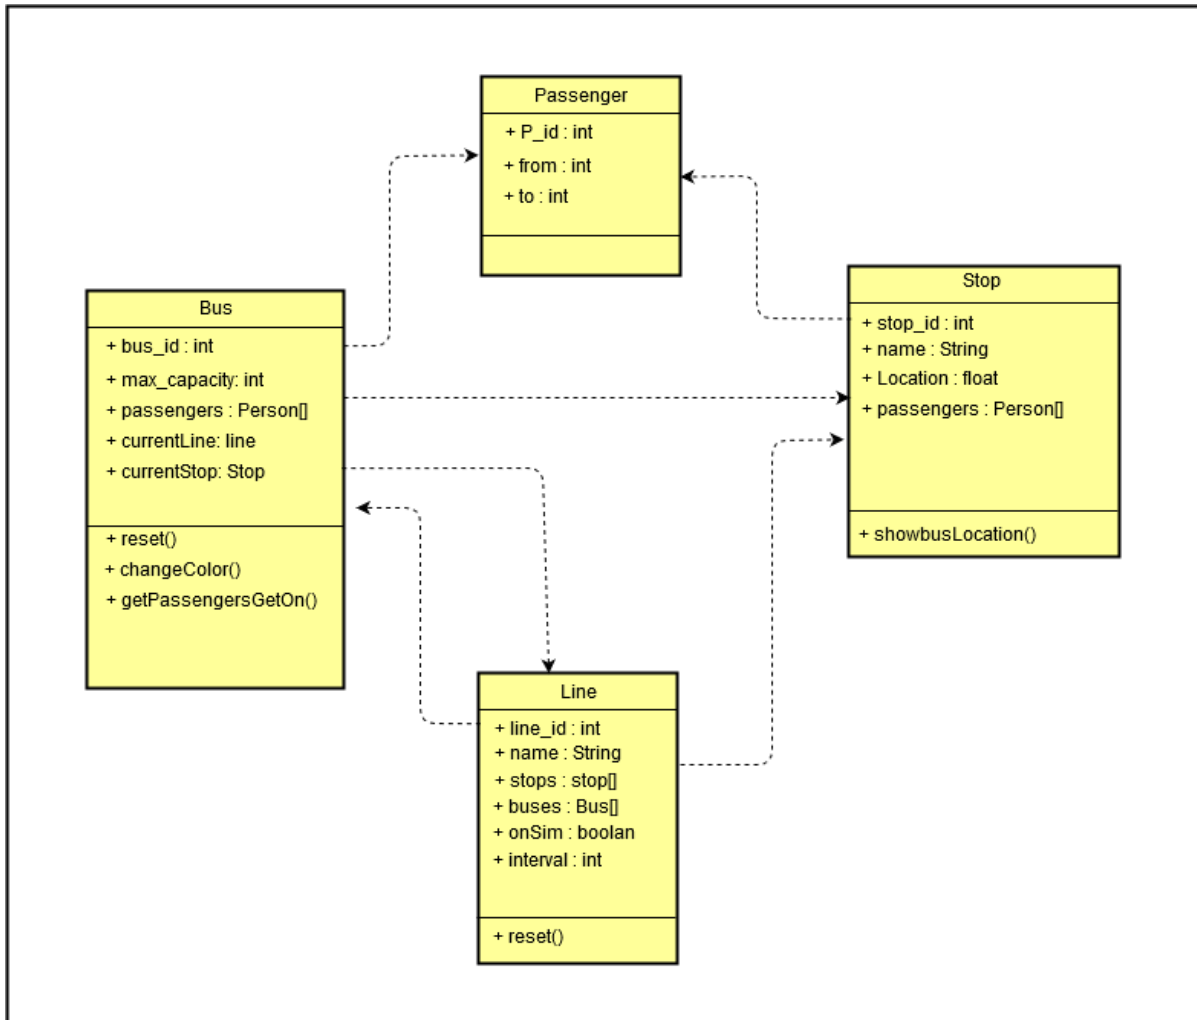 Passenger
+ P_id : int
+ from : int
+ to : int
Stop
+ stop_id : int
+ name : String
+ Location : float
+ passengers : Person[]
+ showbusLocation()
Bus
+ bus_id : int
+ max_capacity: int
+ passengers : Person[]
+ currentLine: line
+ currentStop: Stop
+ reset()
+ changeColor()
+ getPassengersGetOn()
Line
+ line_id : int
+ name : String
+ stops : stop[]
+ buses : Bus[]
+ onSim : boolan
+ interval : int
+ reset()